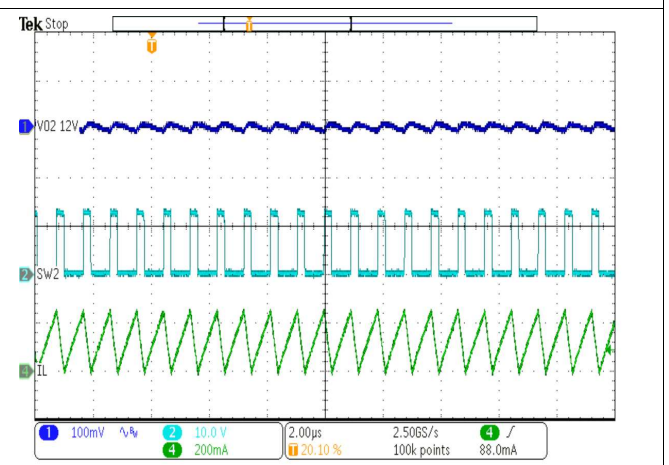 Tek Stop
T
T
1 VO2 12V
2 SW2
4 IL
1 100mV 2 10.0 V 2.00µs 2.50GS/s 4
4 200mA T 20.10 % 100k points 88.0mA